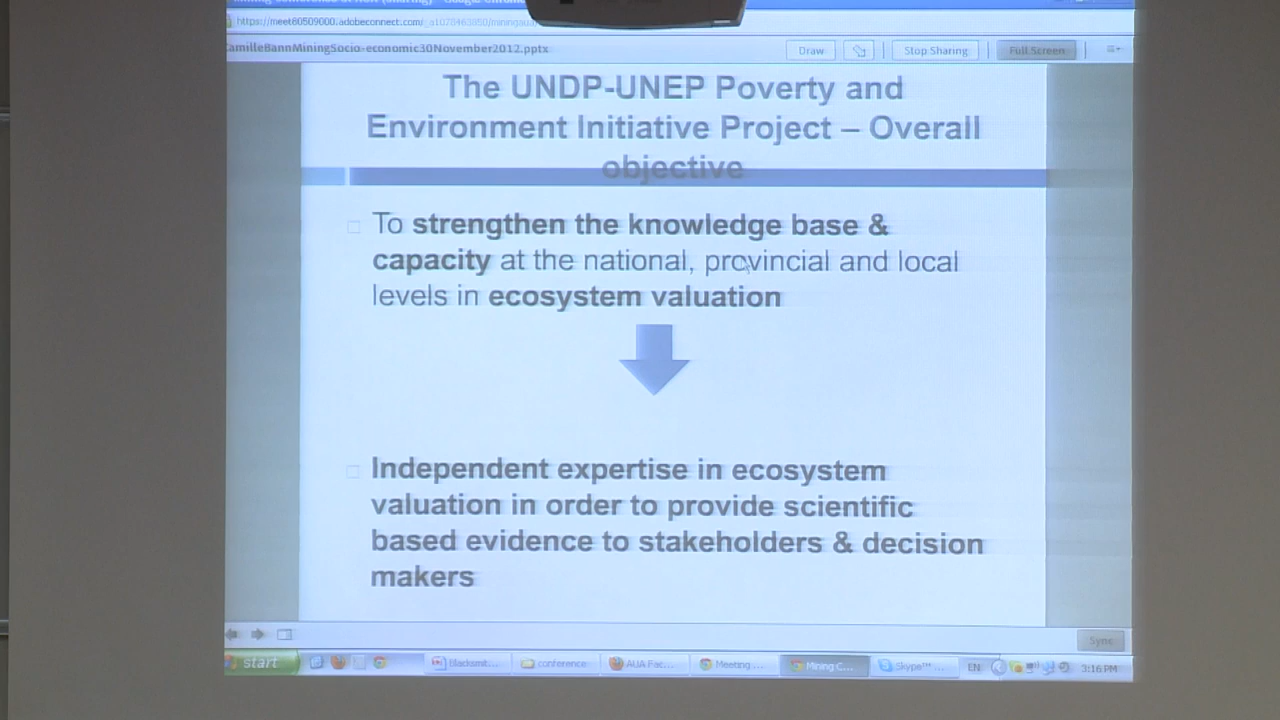 https://meet60509000.adobeconnect.com/_a1078463850/miningau
CamilleBannMiningSocio-economic30November2012.pptx
Draw
Stop Sharing
Full Screen
The UNDP-UNEP Poverty and
Environment Initiative Project – Overall
objective
To strengthen the knowledge base &
capacity at the national, provincial and local
levels in ecosystem valuation
Independent expertise in ecosystem
valuation in order to provide scientific
based evidence to stakeholders & decision
makers
Sync
start
Blacksmit...
conference
AUA Fac...
Meeting ...
Mining C...
Skype™ ...
EN
3:16 PM